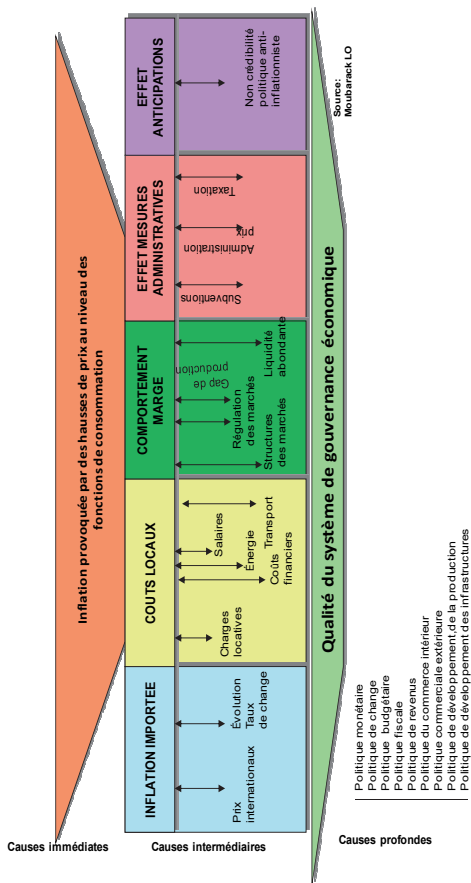 Inflation provoquée par des hausses de prix au niveau des
fonctions de consommation
Causes immédiates
INFLATION IMPORTEE
COUTS LOCAUX
COMPORTEMENT
MARGE
EFFET MESURES
ADMINISTRATIVES
EFFET
ANTICIPATIONS
Causes intermédiaires
Prix
internationaux
Évolution
Taux
de change
Charges
locatives
Salaires
Énergie
Coûts
financiers
Transport
Structures
des marchés
Régulation
des marchés
Gap de
production
Liquidité
abondante
Subventions
Administration
prix
Taxation
Non crédibilité
politique anti-
inflationniste
Qualité du système de gouvernance économique
Causes profondes
Source:
Moubarack LO
Politique monétaire
Politique de change
Politique budgétaire
Politique fiscale
Politique de revenus
Politique du commerce intérieur
Politique commerciale extérieure
Politique de développement de la production
Politique de développement des infrastructures